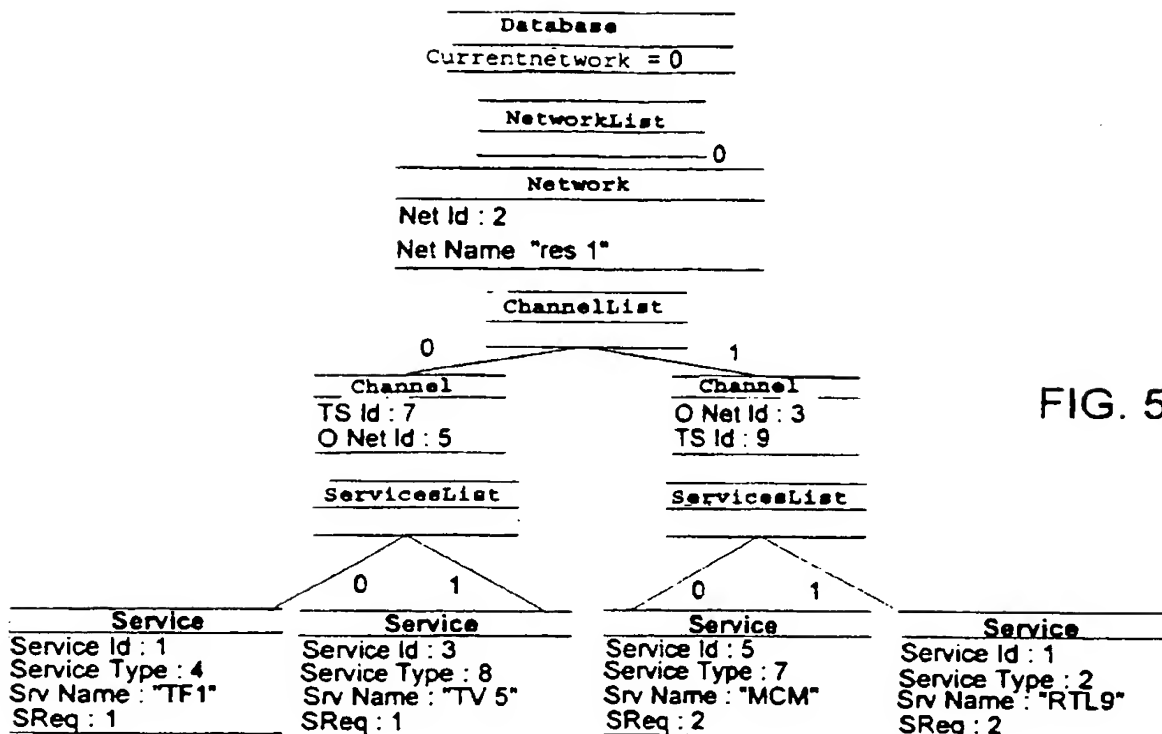 Database
Currentnetwork = 0
NetworkList
0
Network
Net Id : 2
Net Name "res 1"
ChannelList
0 1
Channel Channel
TS Id : 7 O Net Id : 3
O Net Id : 5 TS Id : 9
FIG. 5
ServicesList ServicesList
0 1 0 1
Service Service Service Service
Service Id : 1 Service Id : 3 Service Id : 5 Service Id : 1
Service Type : 4 Service Type : 8 Service Type : 7 Service Type : 2
Srv Name : "TF1" Srv Name : "TV 5" Srv Name : "MCM" Srv Name : "RTL9"
SReq : 1 SReq : 1 SReq : 2 SReq : 2